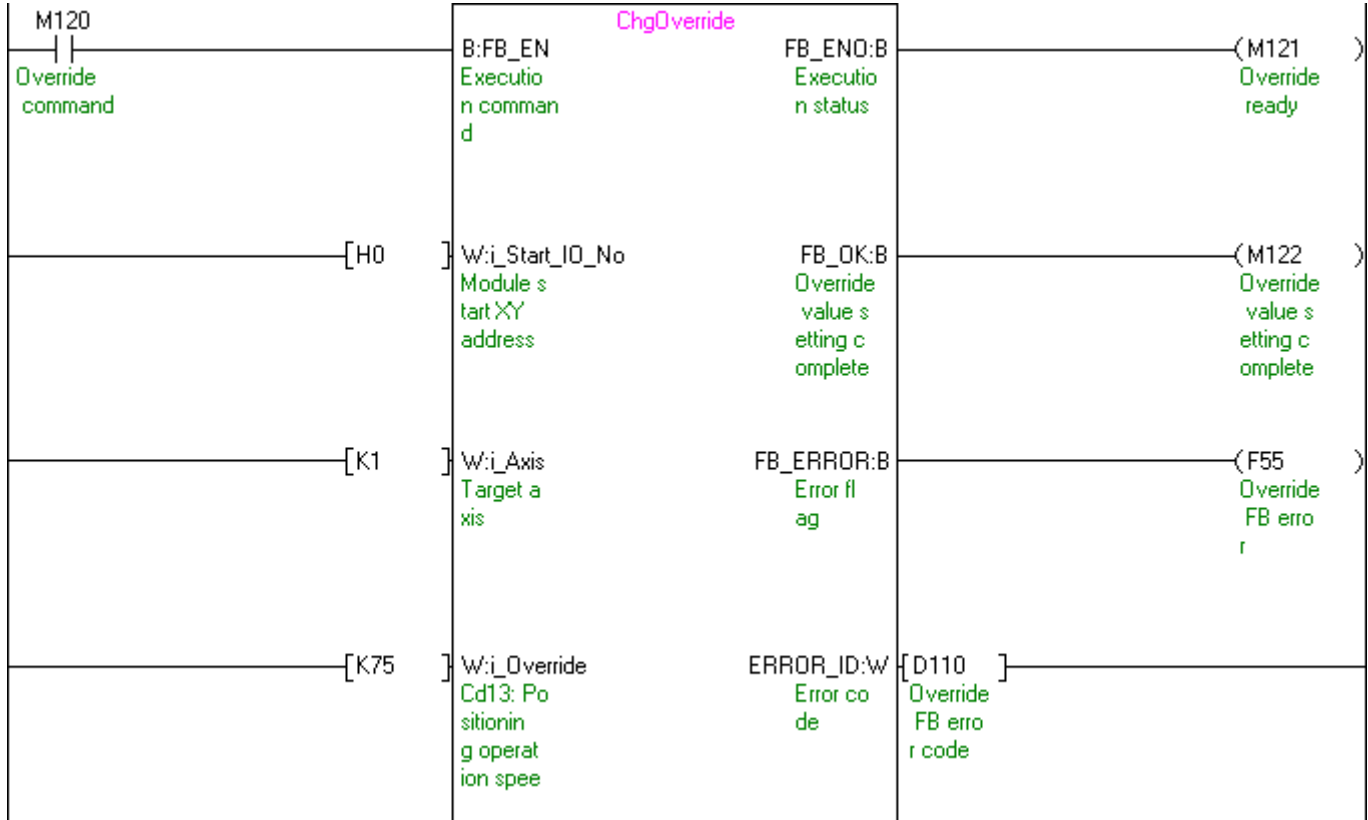 M120
ChgOverride
B:FB_EN
FB_ENO:B
(M121 )
Override
command
Executio
n comman
d
Executio
n status
Override
ready
[H0 ]
W:i_Start_IO_No
FB_OK:B
(M122 )
Module s
tart XY
address
Override
value s
etting c
omplete
Override
value s
etting c
omplete
[K1 ]
W:i_Axis
FB_ERROR:B
(F55 )
Target a
xis
Error fl
ag
Override
FB erro
r
[K75 ]
W:i_Override
ERROR_ID:W
[D110 ]
Cd13: Po
sitionin
g operat
ion spee
Error co
de
Override
FB erro
r code